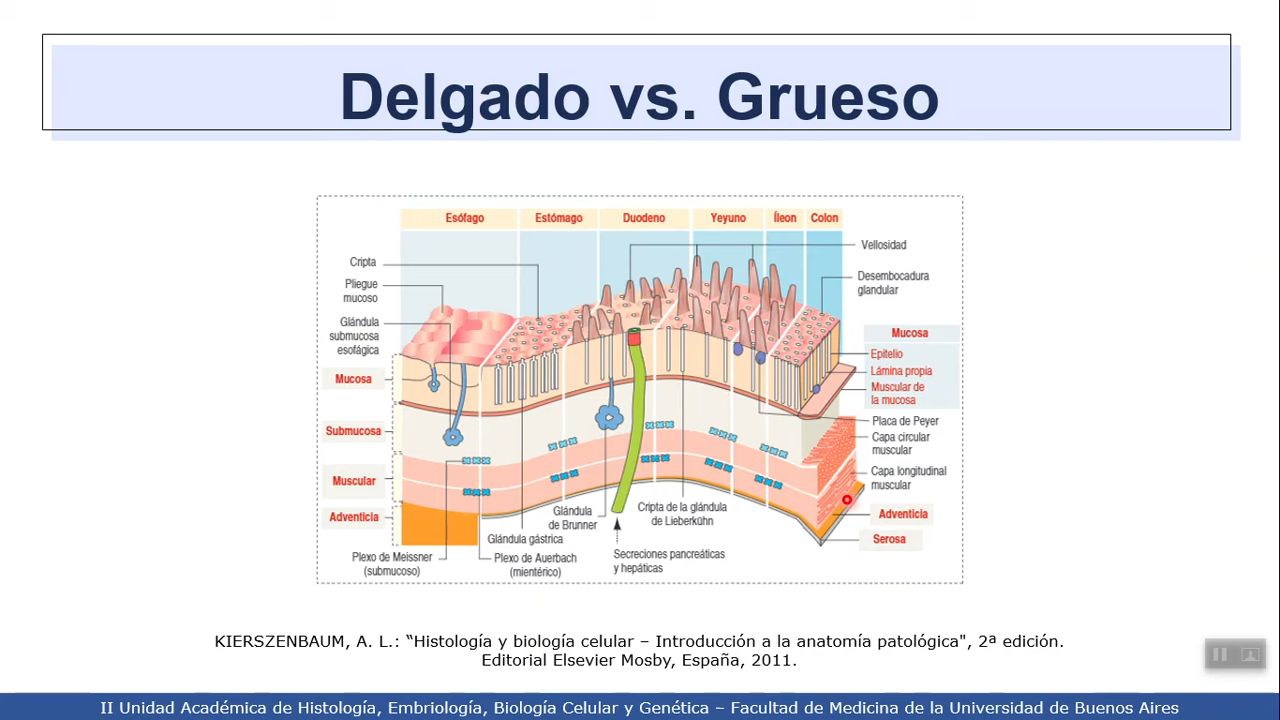 Delgado vs. Grueso
Esófago
Estómago
Duodeno
Yeyuno
Íleon
Colon
Cripta
Pliegue
mucoso
Glándula
submucosa
esofágica
Mucosa
Submucosa
Muscular
Adventicia
Plexo de Meissner
(submucoso)
Plexo de Auerbach
(mientérico)
Glándula gástrica
Glándula
de Brunner
Secreciones pancreáticas
y hepáticas
Cripta de la glándula
de Lieberkühn
Vellosidad
Desembocadura
glandular
Mucosa
Epitelio
Lámina propia
Muscular de
la mucosa
Placa de Peyer
Capa circular
muscular
Capa longitudinal
muscular
Adventicia
Serosa
KIERSZENBAUM, A. L.: “Histología y biología celular – Introducción a la anatomía patológica", 2ª edición.
Editorial Elsevier Mosby, España, 2011.
II Unidad Académica de Histología, Embriología, Biología Celular y Genética – Facultad de Medicina de la Universidad de Buenos Aires